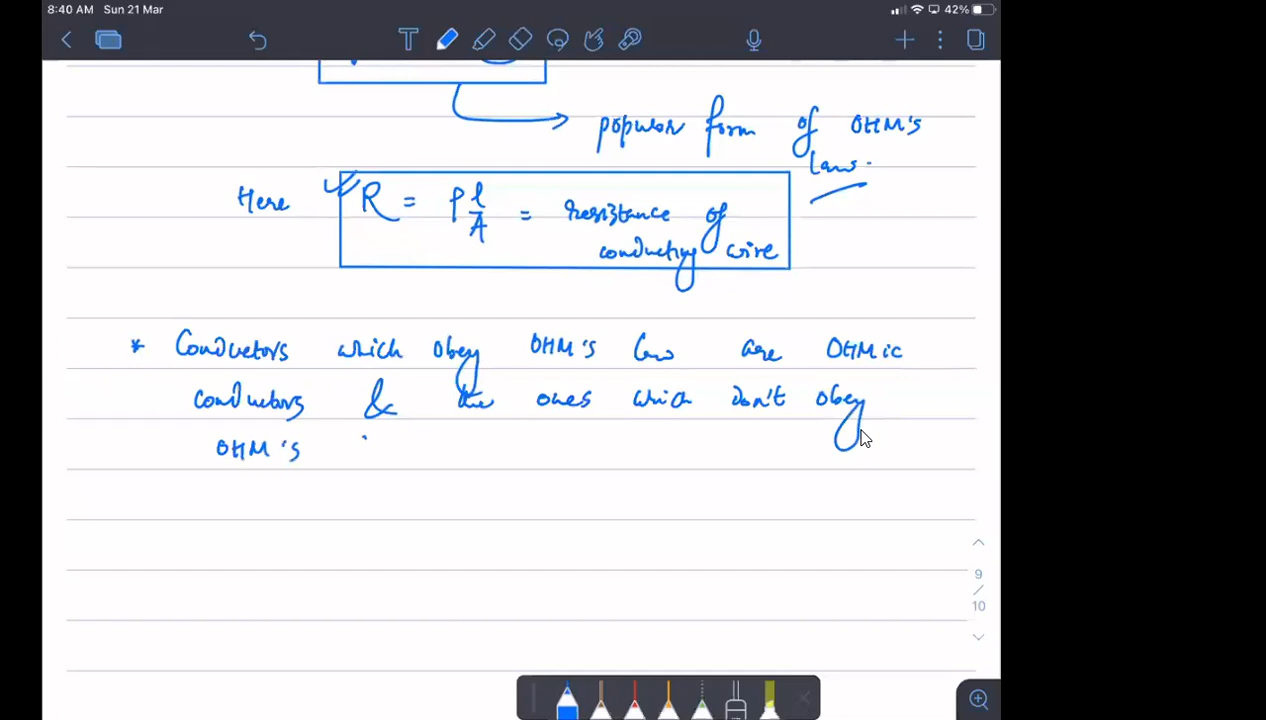 8:40 AM Sun 21 Mar
42%
popular form of OHM'S
law.
Here R = ρ l/A = resistance of
conducting wire
* Conductors which obey OHM'S law are OHMic
conductors & the ones which don't obey
OHM'S
9
/
10